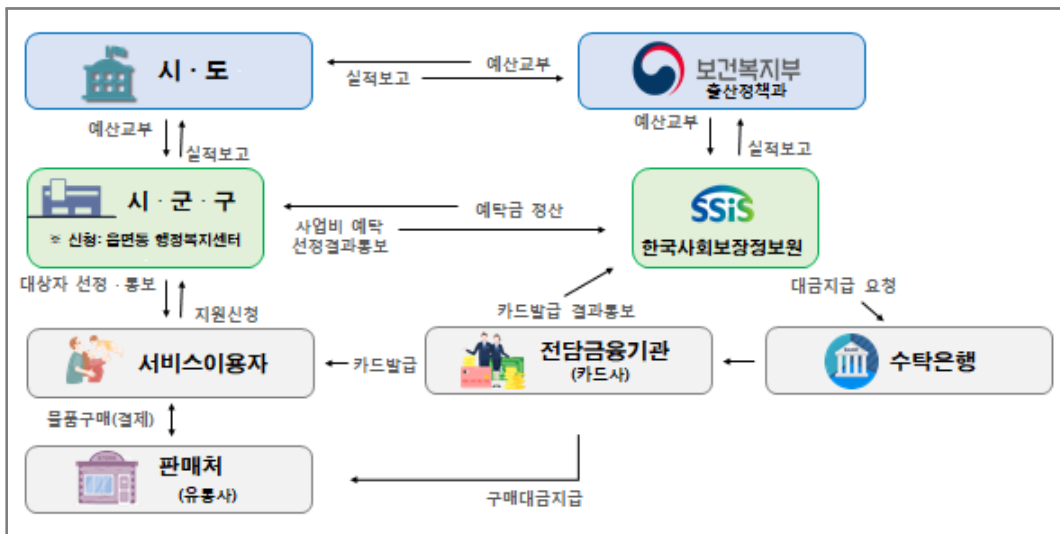 시 · 도
예산교부
실적보고
보건복지부
출산정책과
예산교부
실적보고
예산교부
실적보고
시 · 군 · 구
※ 신청: 읍면동 행정복지센터
예탁금 정산
사업비 예탁
선정결과통보
SSiS
한국사회보장정보원
대상자 선정 · 통보
지원신청
카드발급 결과통보
대금지급 요청
서비스이용자
카드발급
전담금융기관
(카드사)
수탁은행
물품구매(결제)
판매처
(유통사)
구매대금지급